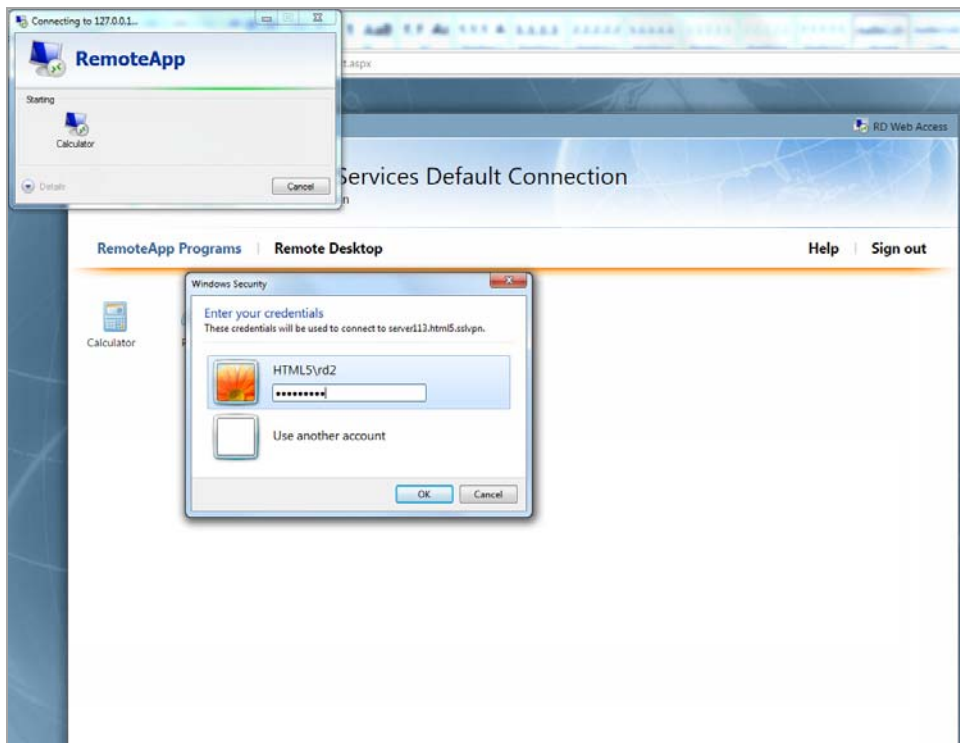 Connecting to 127.0.0.1...
RemoteApp
Starting
Calculator
Details
Cancel
t.aspx
RD Web Access
Services Default Connection
n
RemoteApp Programs | Remote Desktop
Help | Sign out
Calculator
Windows Security
Enter your credentials
These credentials will be used to connect to server113.html5.sslvpn.
HTML5\rd2
•••••••••
Use another account
OK
Cancel